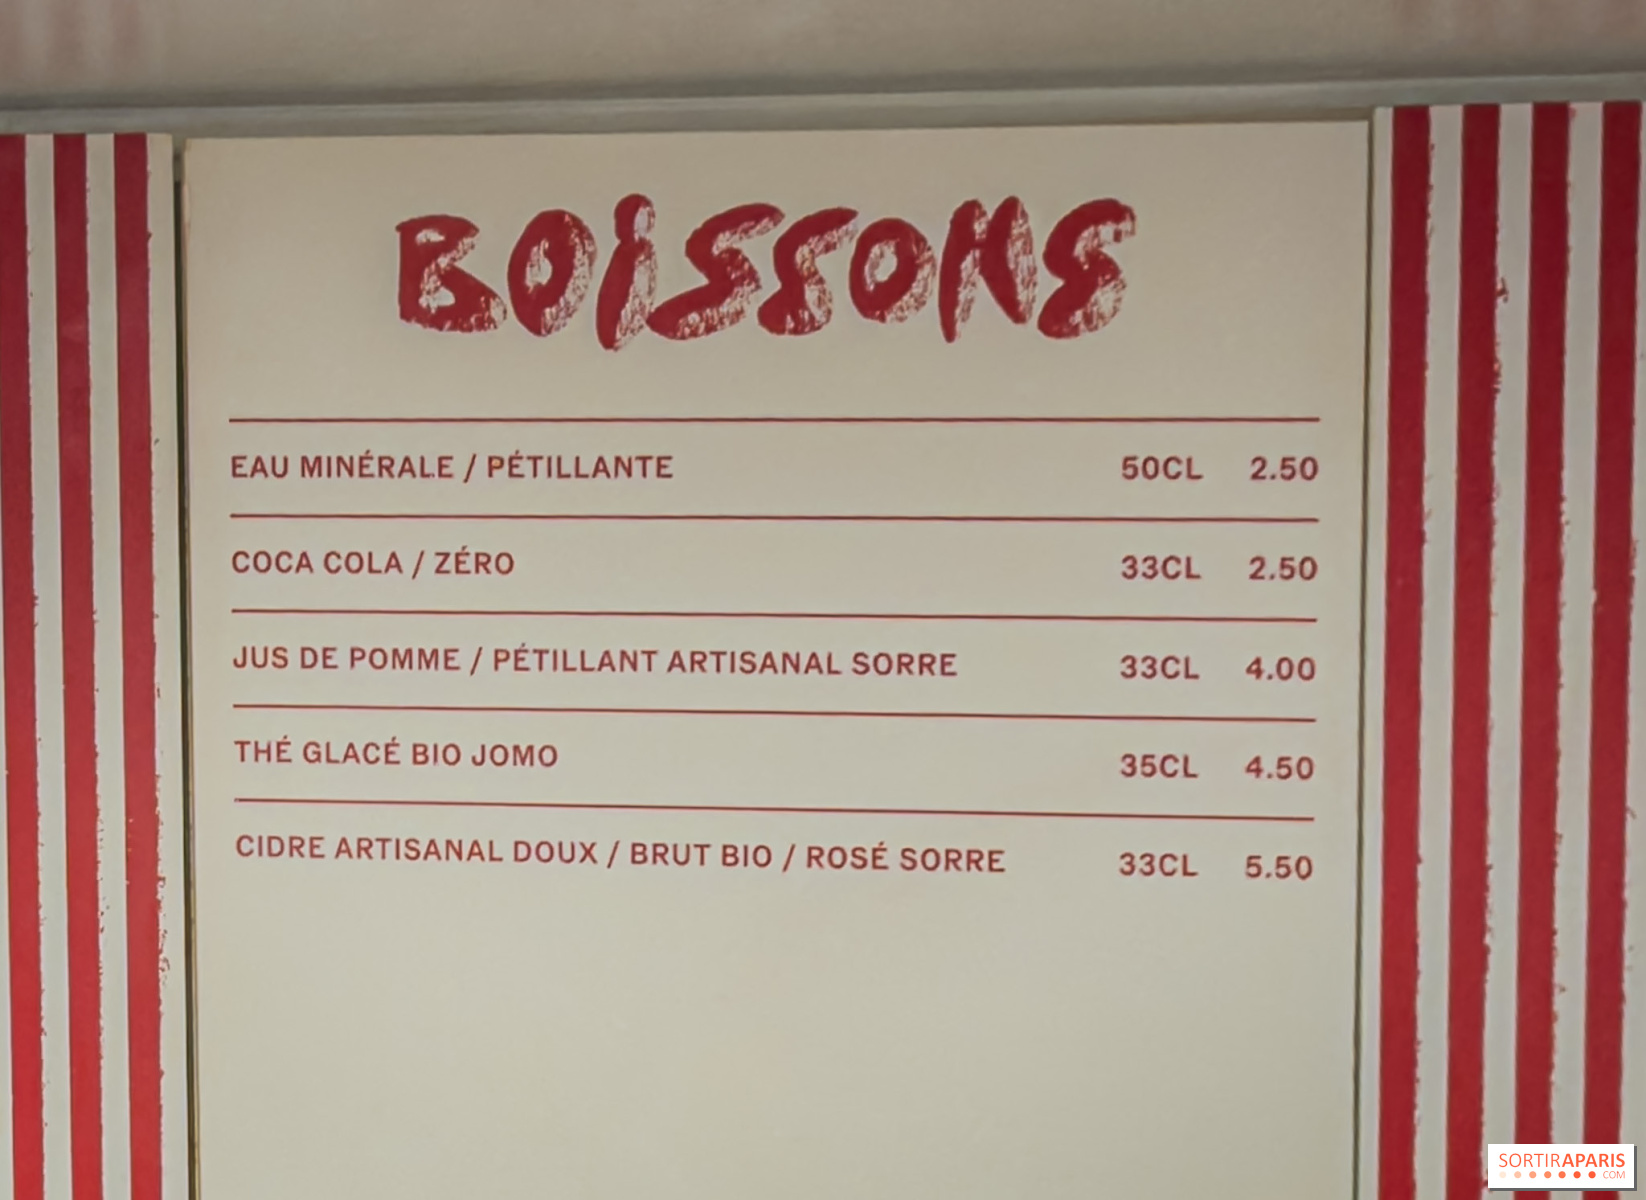 BOISSONS
EAU MINÉRALE / PÉTILLANTE 50CL 2.50
COCA COLA / ZÉRO 33CL 2.50
JUS DE POMME / PÉTILLANT ARTISANAL SORRE 33CL 4.00
THÉ GLACÉ BIO JOMO 35CL 4.50
CIDRE ARTISANAL DOUX / BRUT BIO / ROSÉ SORRE 33CL 5.50
SORTIRAPARIS
.COM